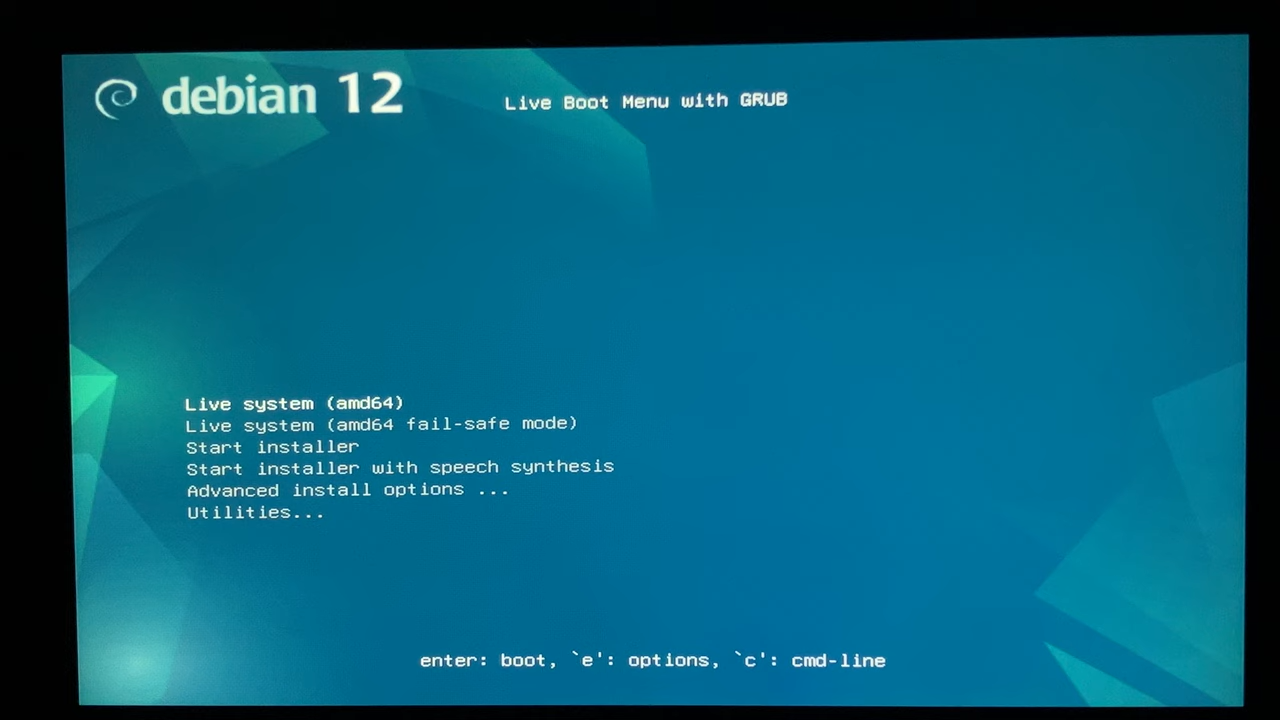 debian 12
Live Boot Menu with GRUB
Live system (amd64)
Live system (amd64 fail-safe mode)
Start installer
Start installer with speech synthesis
Advanced install options ...
Utilities...
enter: boot, `e': options, `c': cmd-line